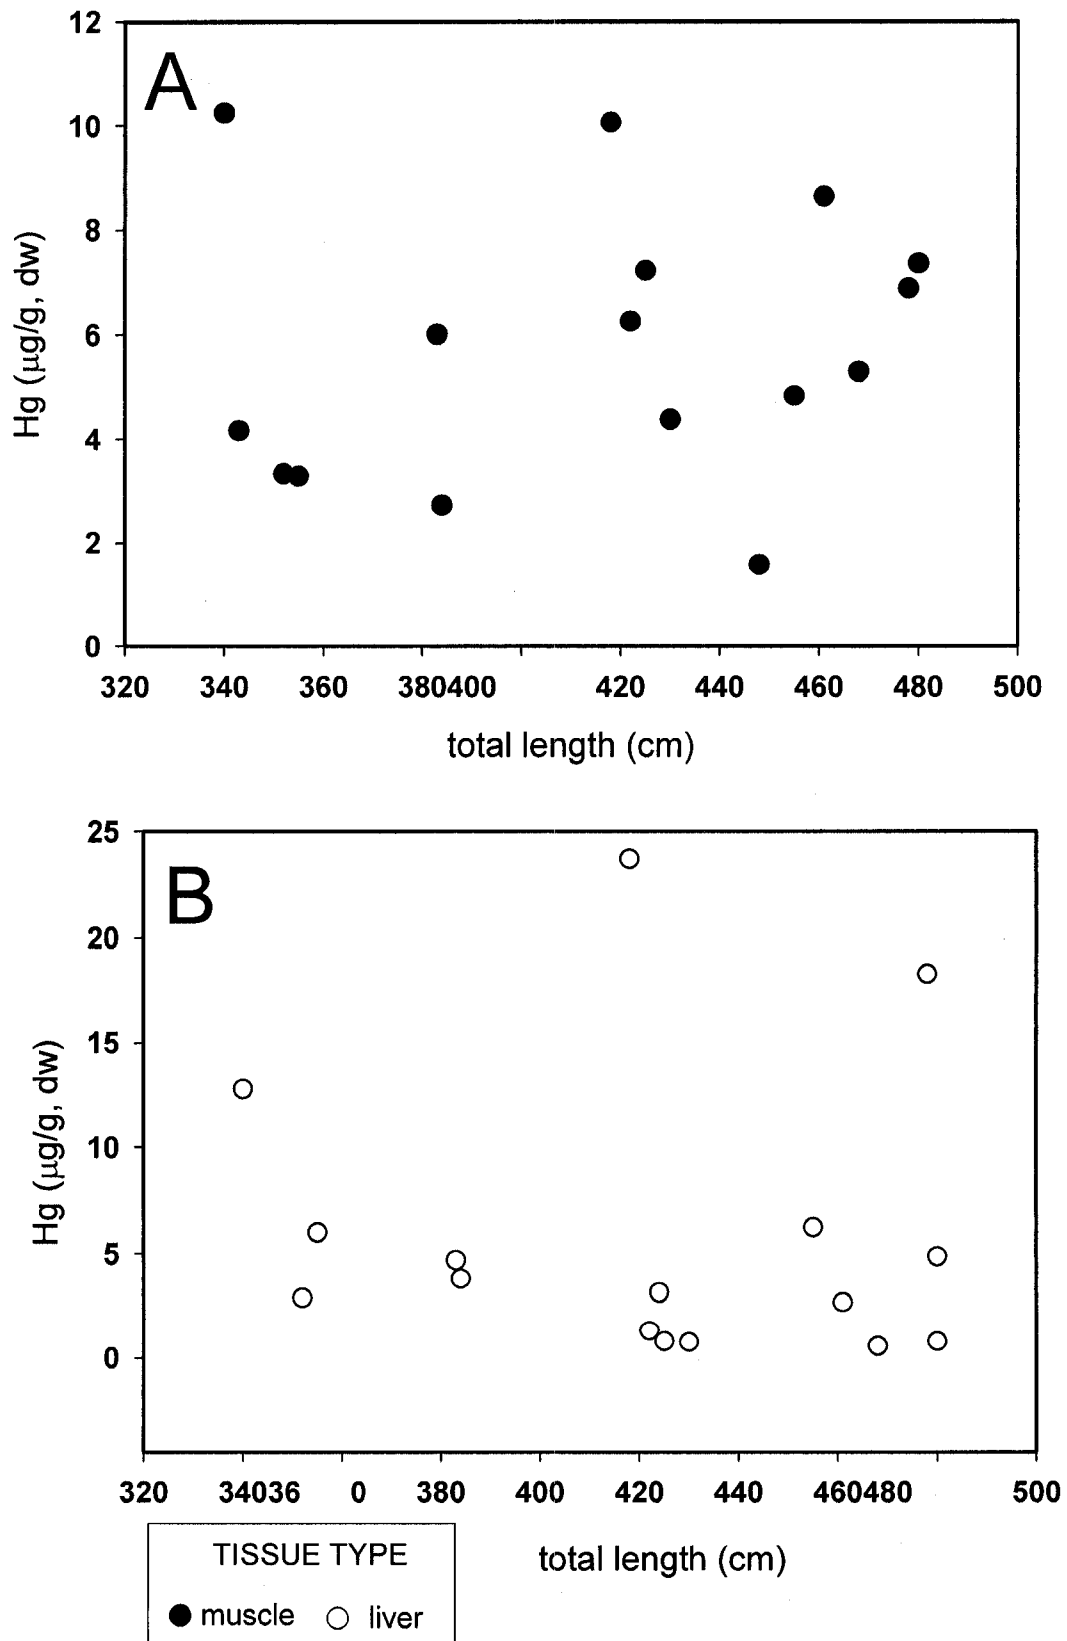 12
A
10
8
6
4
2
0
Hg (μg/g, dw)
320 340 360 380400 420 440 460 480 500
total length (cm)
25
B
20
15
10
5
0
Hg (μg/g, dw)
320 34036 0 380 400 420 440 460480 500
total length (cm)
TISSUE TYPE
muscle liver